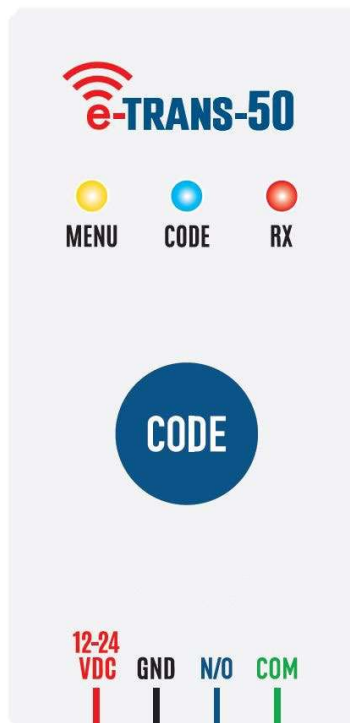 e-TRANS-50
MENU CODE RX
CODE
12-24
VDC GND N/O COM